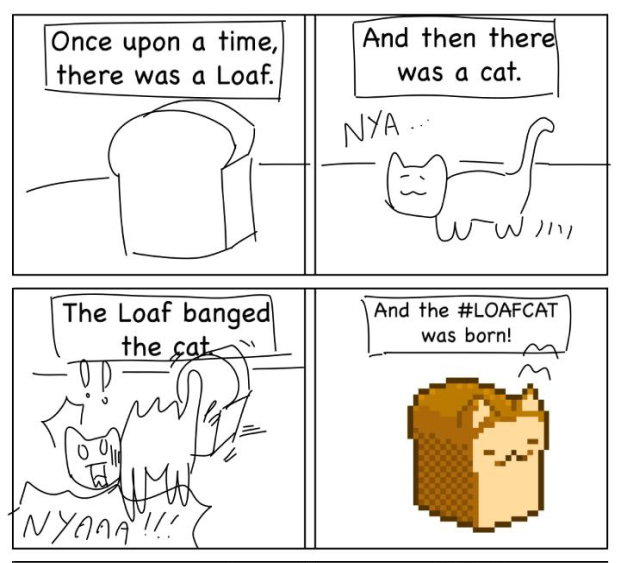 Once upon a time,
there was a Loaf.
And then there
was a cat.
NYA...
The Loaf banged
the cat
!!
NYAAA!!!
And the #LOAFCAT
was born!